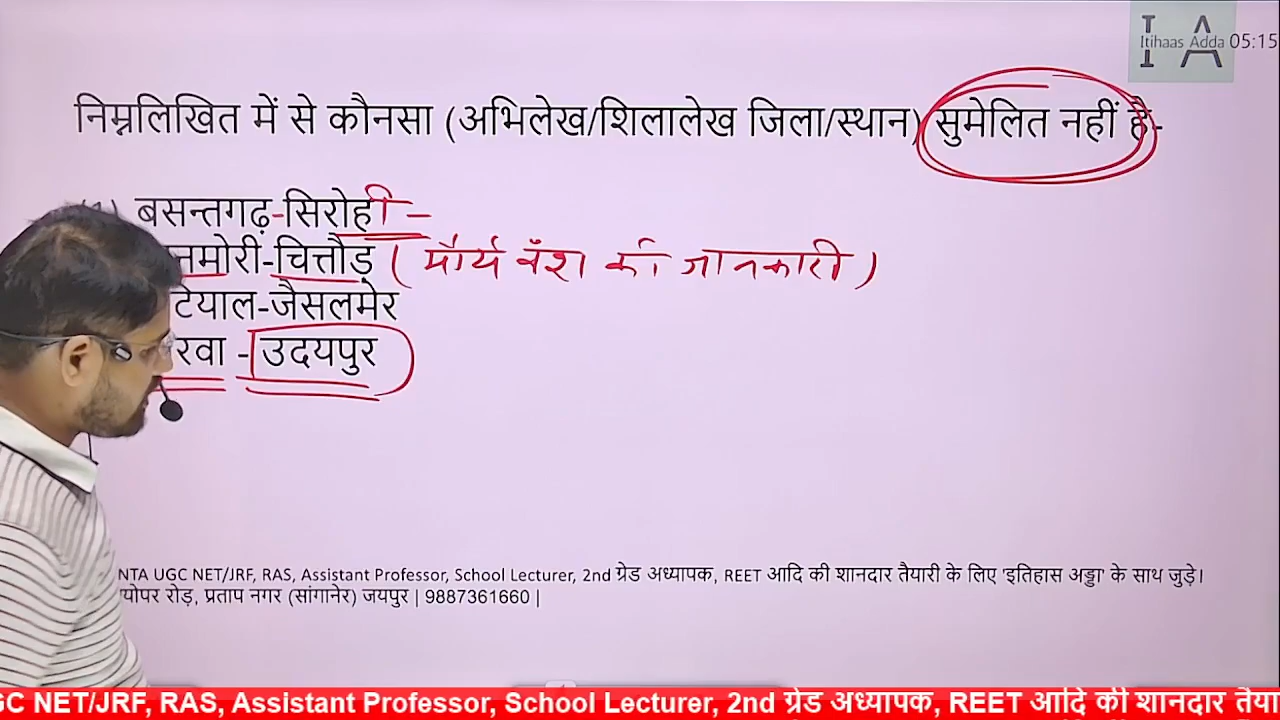 I A
Itihaas Adda 05:15
निम्नलिखित में से कौनसा (अभिलेख/शिलालेख जिला/स्थान) सुमेलित नहीं है-
बसन्तगढ़-सिरोही -
नमोरी-चित्तौड़ (मौर्य वंश की जानकारी)
टेयाल-जैसलमेर
रवा - उदयपुर
NTA UGC NET/JRF, RAS, Assistant Professor, School Lecturer, 2nd ग्रेड अध्यापक, REET आदि की शानदार तैयारी के लिए 'इतिहास अड्डा' के साथ जुड़े।
योपर रोड़, प्रताप नगर (सांगानेर) जयपुर | 9887361660 |
GC NET/JRF, RAS, Assistant Professor, School Lecturer, 2nd ग्रेड अध्यापक, REET आदि की शानदार तैया